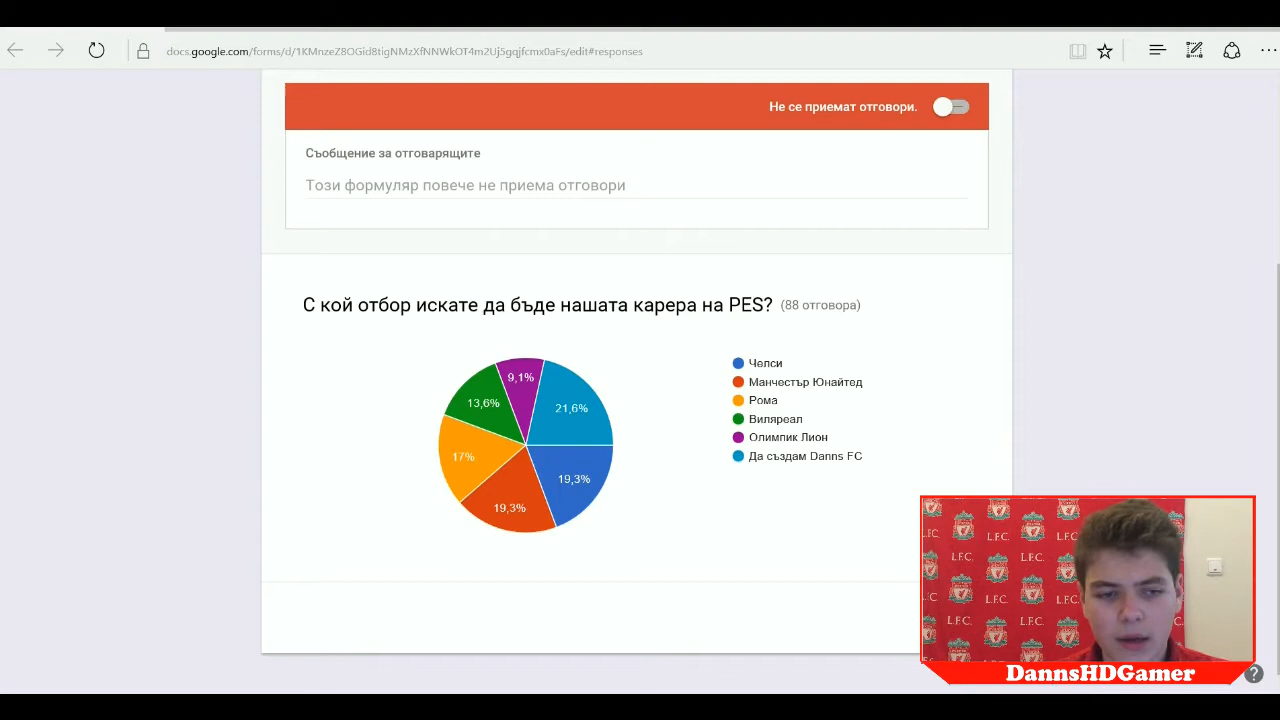 docs.google.com/forms/d/1KMnzeZ8OGid8tigNMzXfNNWkOT4m2Uj5gqjfcmx0aFs/edit#responses
Не се приемат отговори.
Съобщение за отговарящите
Този формуляр повече не приема отговори
С кой отбор искате да бъде нашата карера на PES? (88 отговора)
9,1%
21,6%
13,6%
17%
19,3%
19,3%
Челси
Манчестър Юнайтед
Рома
Виляреал
Олимпик Лион
Да създам Danns FC
L.F.C.
L.F.C.
L.F.C.
L.F.C.
L.F.C.
L.F.C.
DannsHDGamer
?